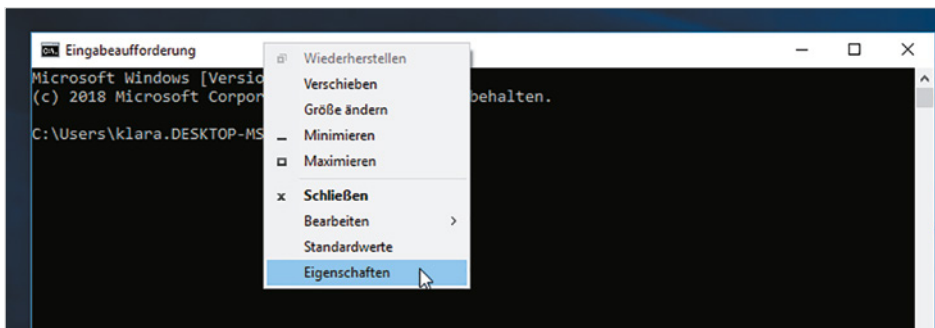 Eingabeaufforderung
Microsoft Windows [Versio
(c) 2018 Microsoft Corpor behalten.
C:\Users\klara.DESKTOP-MS
Wiederherstellen
Verschieben
Größe ändern
Minimieren
Maximieren
Schließen
Bearbeiten
Standardwerte
Eigenschaften